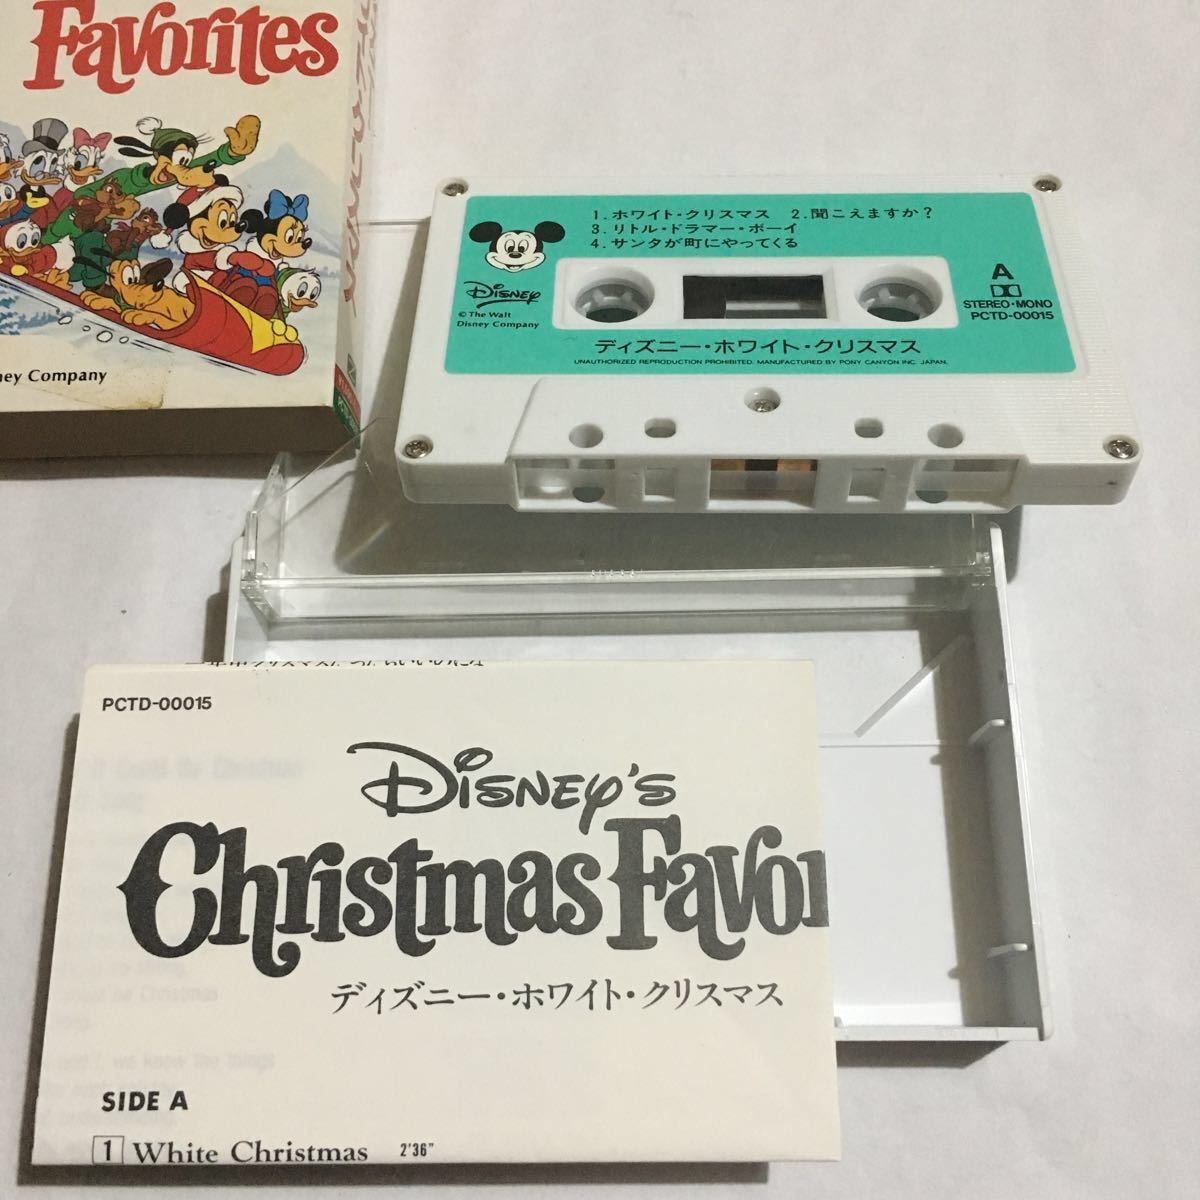 Favorites
ney Company
1.ホワイト・クリスマス 2.聞こえますか?
3.リトル・ドラマー・ボーイ
4.サンタが町にやってくる
Disney
© The Walt
Disney Company
A
STEREO・MONO
PCTD-00015
ディズニー・ホワイト・クリスマス
UNAUTHORIZED REPRODUCTION PROHIBITED. MANUFACTURED BY PONY CANYON INC. JAPAN.
PCTD-00015
Disney's
Christmas Favor
ディズニー・ホワイト・クリスマス
SIDE A
1 White Christmas 2'36"